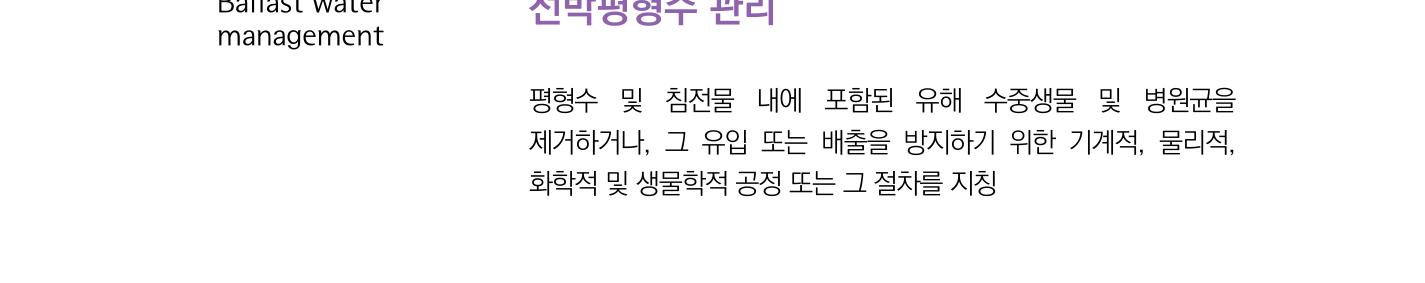 Ballast water
management
선박평형수 관리
평형수 및 침전물 내에 포함된 유해 수중생물 및 병원균을
제거하거나, 그 유입 또는 배출을 방지하기 위한 기계적, 물리적,
화학적 및 생물학적 공정 또는 그 절차를 지칭